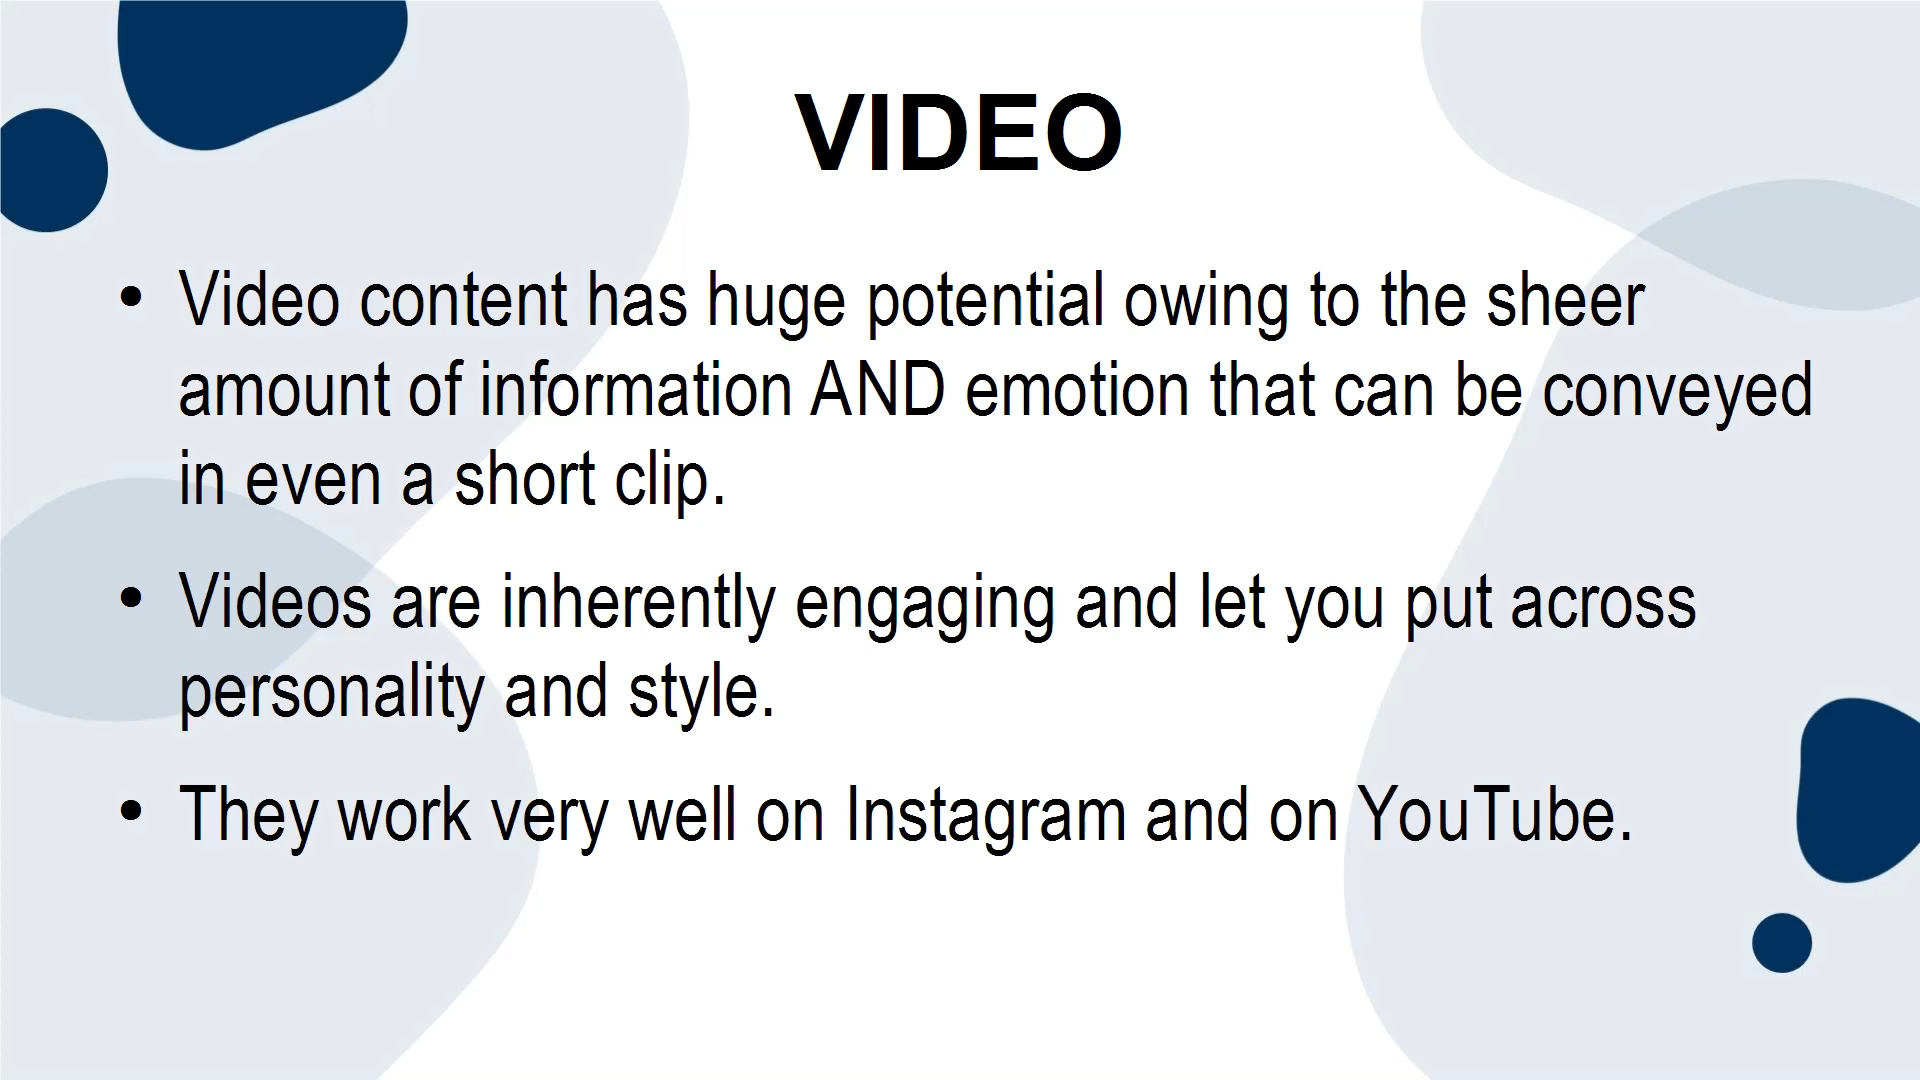 VIDEO
• Video content has huge potential owing to the sheer
amount of information AND emotion that can be conveyed
in even a short clip.
• Videos are inherently engaging and let you put across
personality and style.
• They work very well on Instagram and on YouTube.